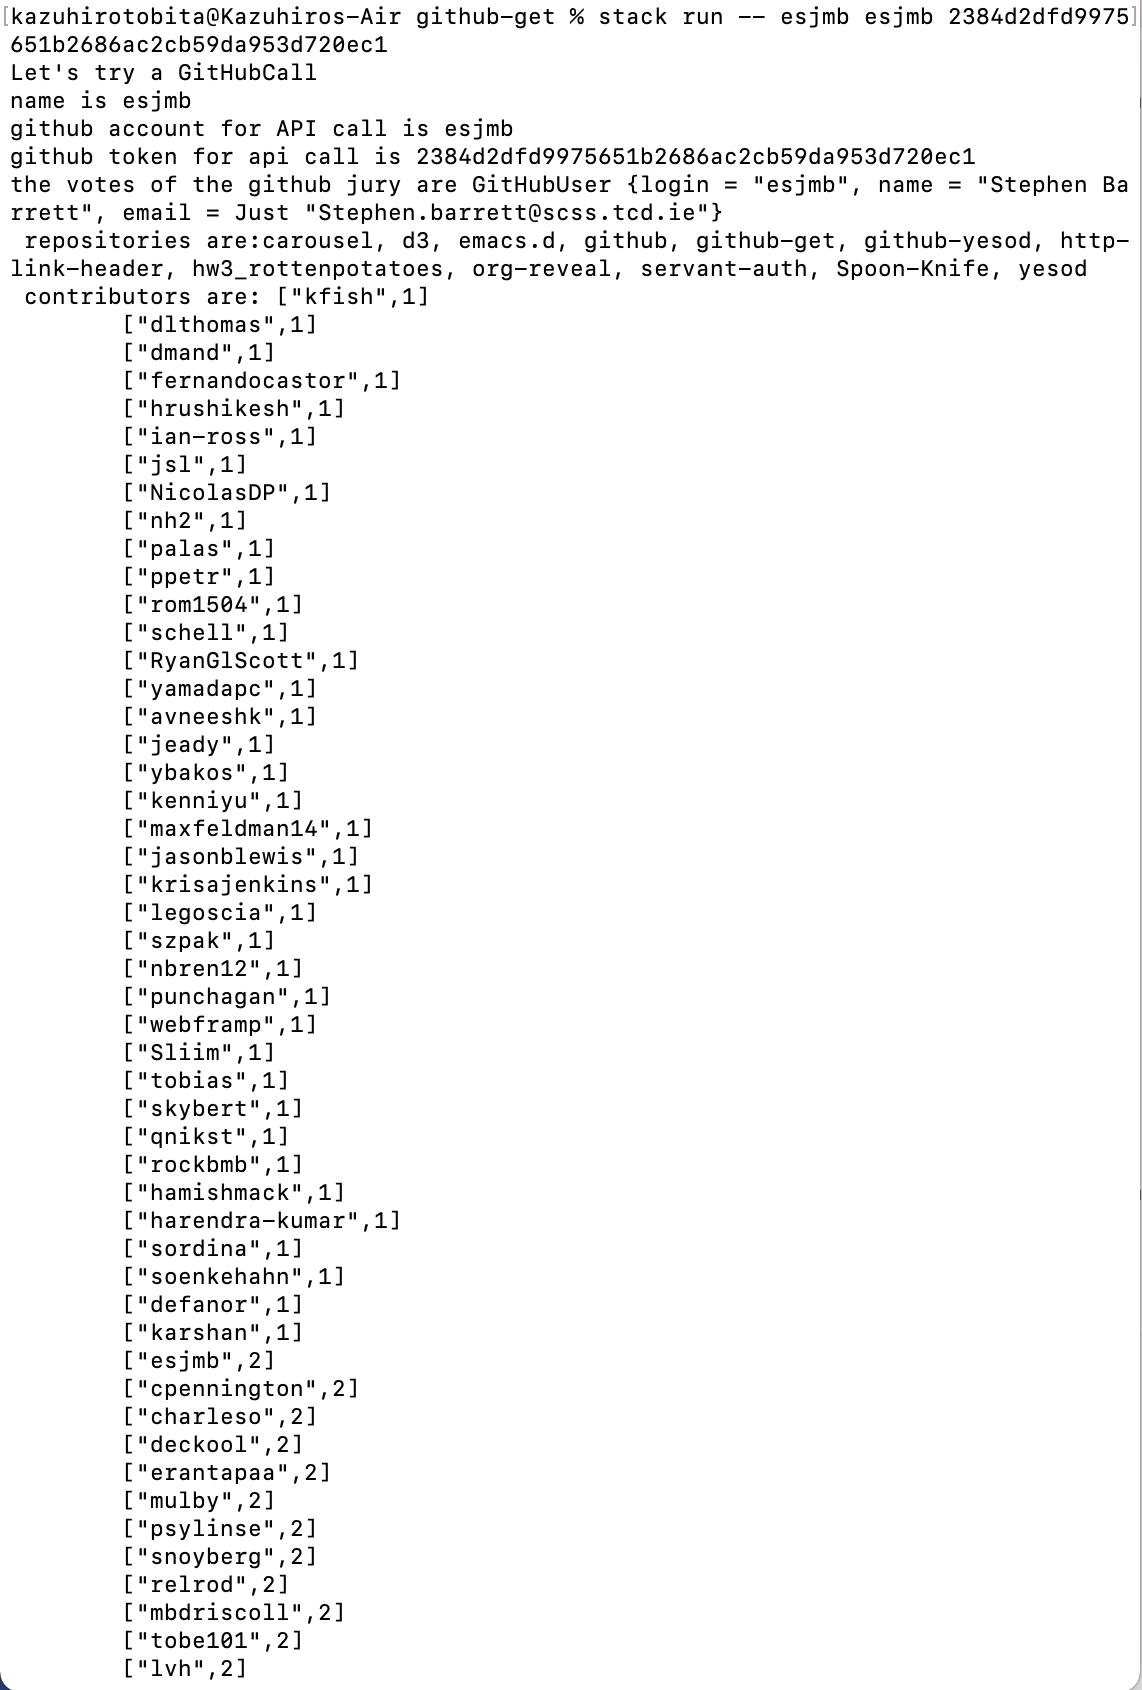 [kazuhirotobita@Kazuhiros-Air github-get % stack run -- esjmb esjmb 2384d2dfd9975]
651b2686ac2cb59da953d720ec1
Let's try a GitHubCall
name is esjmb
github account for API call is esjmb
github token for api call is 2384d2dfd9975651b2686ac2cb59da953d720ec1
the votes of the github jury are GitHubUser {login = "esjmb", name = "Stephen Ba
rrett", email = Just "Stephen.barrett@scss.tcd.ie"}
 repositories are:carousel, d3, emacs.d, github, github-get, github-yesod, http-
link-header, hw3_rottenpotatoes, org-reveal, servant-auth, Spoon-Knife, yesod
 contributors are: ["kfish",1]
["dlthomas",1]
["dmand",1]
["fernandocastor",1]
["hrushikesh",1]
["ian-ross",1]
["jsl",1]
["NicolasDP",1]
["nh2",1]
["palas",1]
["ppetr",1]
["rom1504",1]
["schell",1]
["RyanGlScott",1]
["yamadapc",1]
["avneeshk",1]
["jeady",1]
["ybakos",1]
["kenniyu",1]
["maxfeldman14",1]
["jasonblewis",1]
["krisajenkins",1]
["legoscia",1]
["szpak",1]
["nbren12",1]
["punchagan",1]
["webframp",1]
["Sliim",1]
["tobias",1]
["skybert",1]
["qnikst",1]
["rockbmb",1]
["hamishmack",1]
["harendra-kumar",1]
["sordina",1]
["soenkehahn",1]
["defanor",1]
["karshan",1]
["esjmb",2]
["cpennington",2]
["charleso",2]
["deckool",2]
["erantapaa",2]
["mulby",2]
["psylinse",2]
["snoyberg",2]
["relrod",2]
["mbdriscoll",2]
["tobe101",2]
["lvh",2]